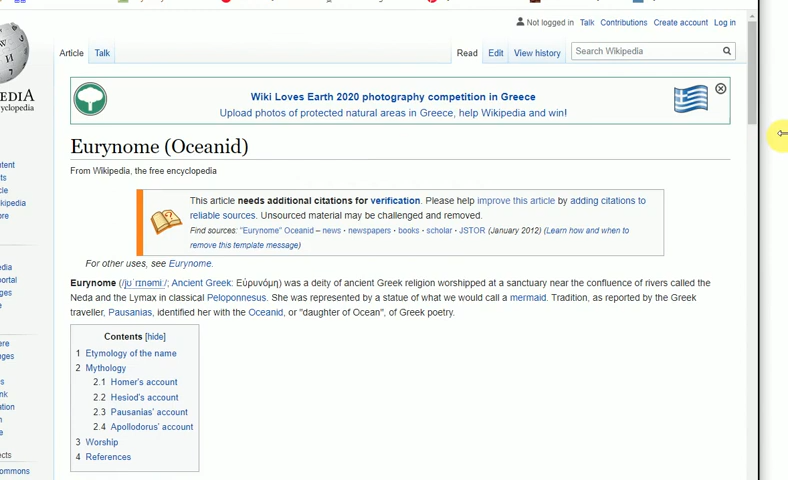 Not logged in Talk Contributions Create account Log in
Article Talk Read Edit View history Search Wikipedia
Wiki Loves Earth 2020 photography competition in Greece
Upload photos of protected natural areas in Greece, help Wikipedia and win!
Eurynome (Oceanid)
From Wikipedia, the free encyclopedia
This article needs additional citations for verification. Please help improve this article by adding citations to
reliable sources. Unsourced material may be challenged and removed.
Find sources: "Eurynome" Oceanid – news · newspapers · books · scholar · JSTOR (January 2012) (Learn how and when to
remove this template message)
For other uses, see Eurynome.
Eurynome (/jʊˈrɪnəmiː/; Ancient Greek: Εὐρυνόμη) was a deity of ancient Greek religion worshipped at a sanctuary near the confluence of rivers called the
Neda and the Lymax in classical Peloponnesus. She was represented by a statue of what we would call a mermaid. Tradition, as reported by the Greek
traveller, Pausanias, identified her with the Oceanid, or "daughter of Ocean", of Greek poetry.
Contents [hide]
1 Etymology of the name
2 Mythology
2.1 Homer's account
2.2 Hesiod's account
2.3 Pausanias' account
2.4 Apollodorus' account
3 Worship
4 References